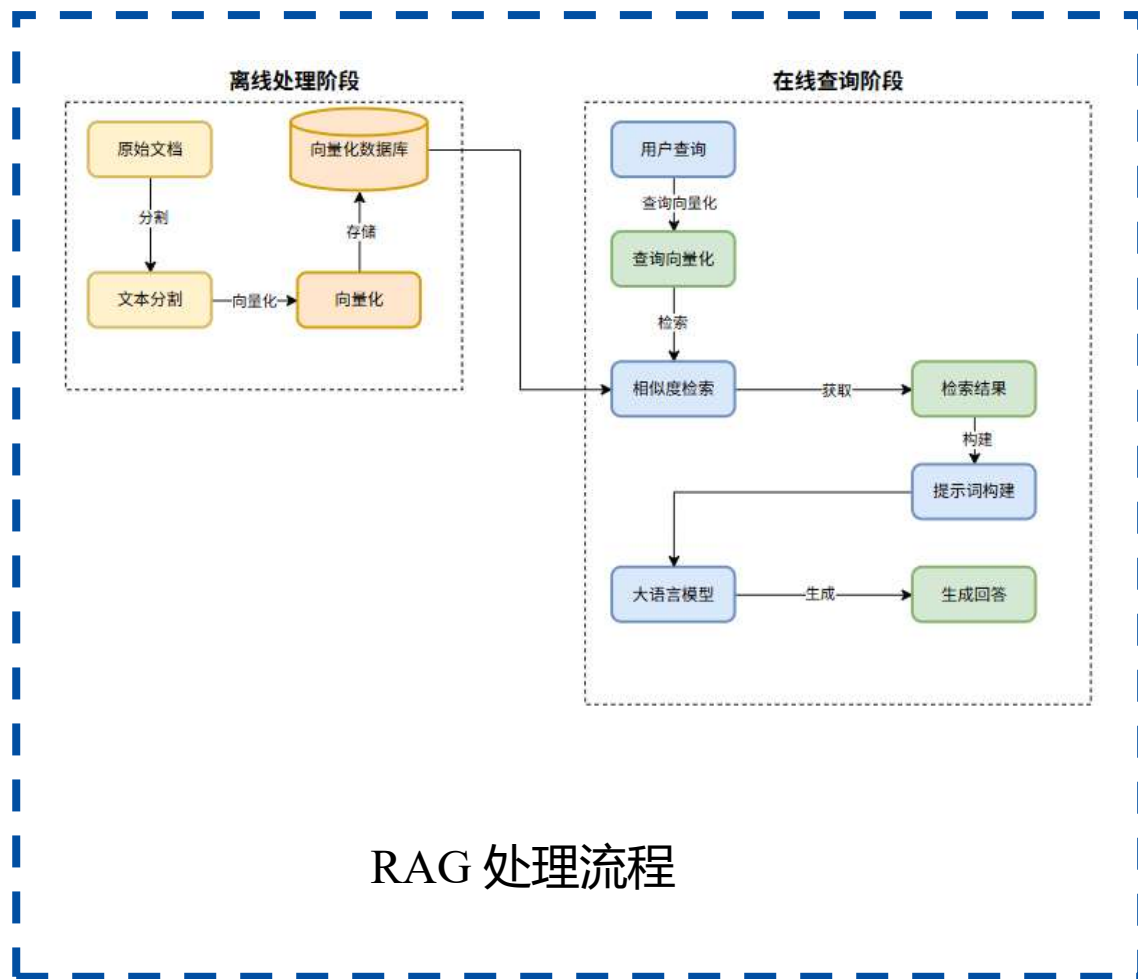 离线处理阶段
原始文档
分割
文本分割
向量化
向量化
存储
向量化数据库
在线查询阶段
用户查询
查询向量化
查询向量化
检索
相似度检索
获取
检索结果
构建
提示词构建
大语言模型
生成
生成回答
RAG 处理流程